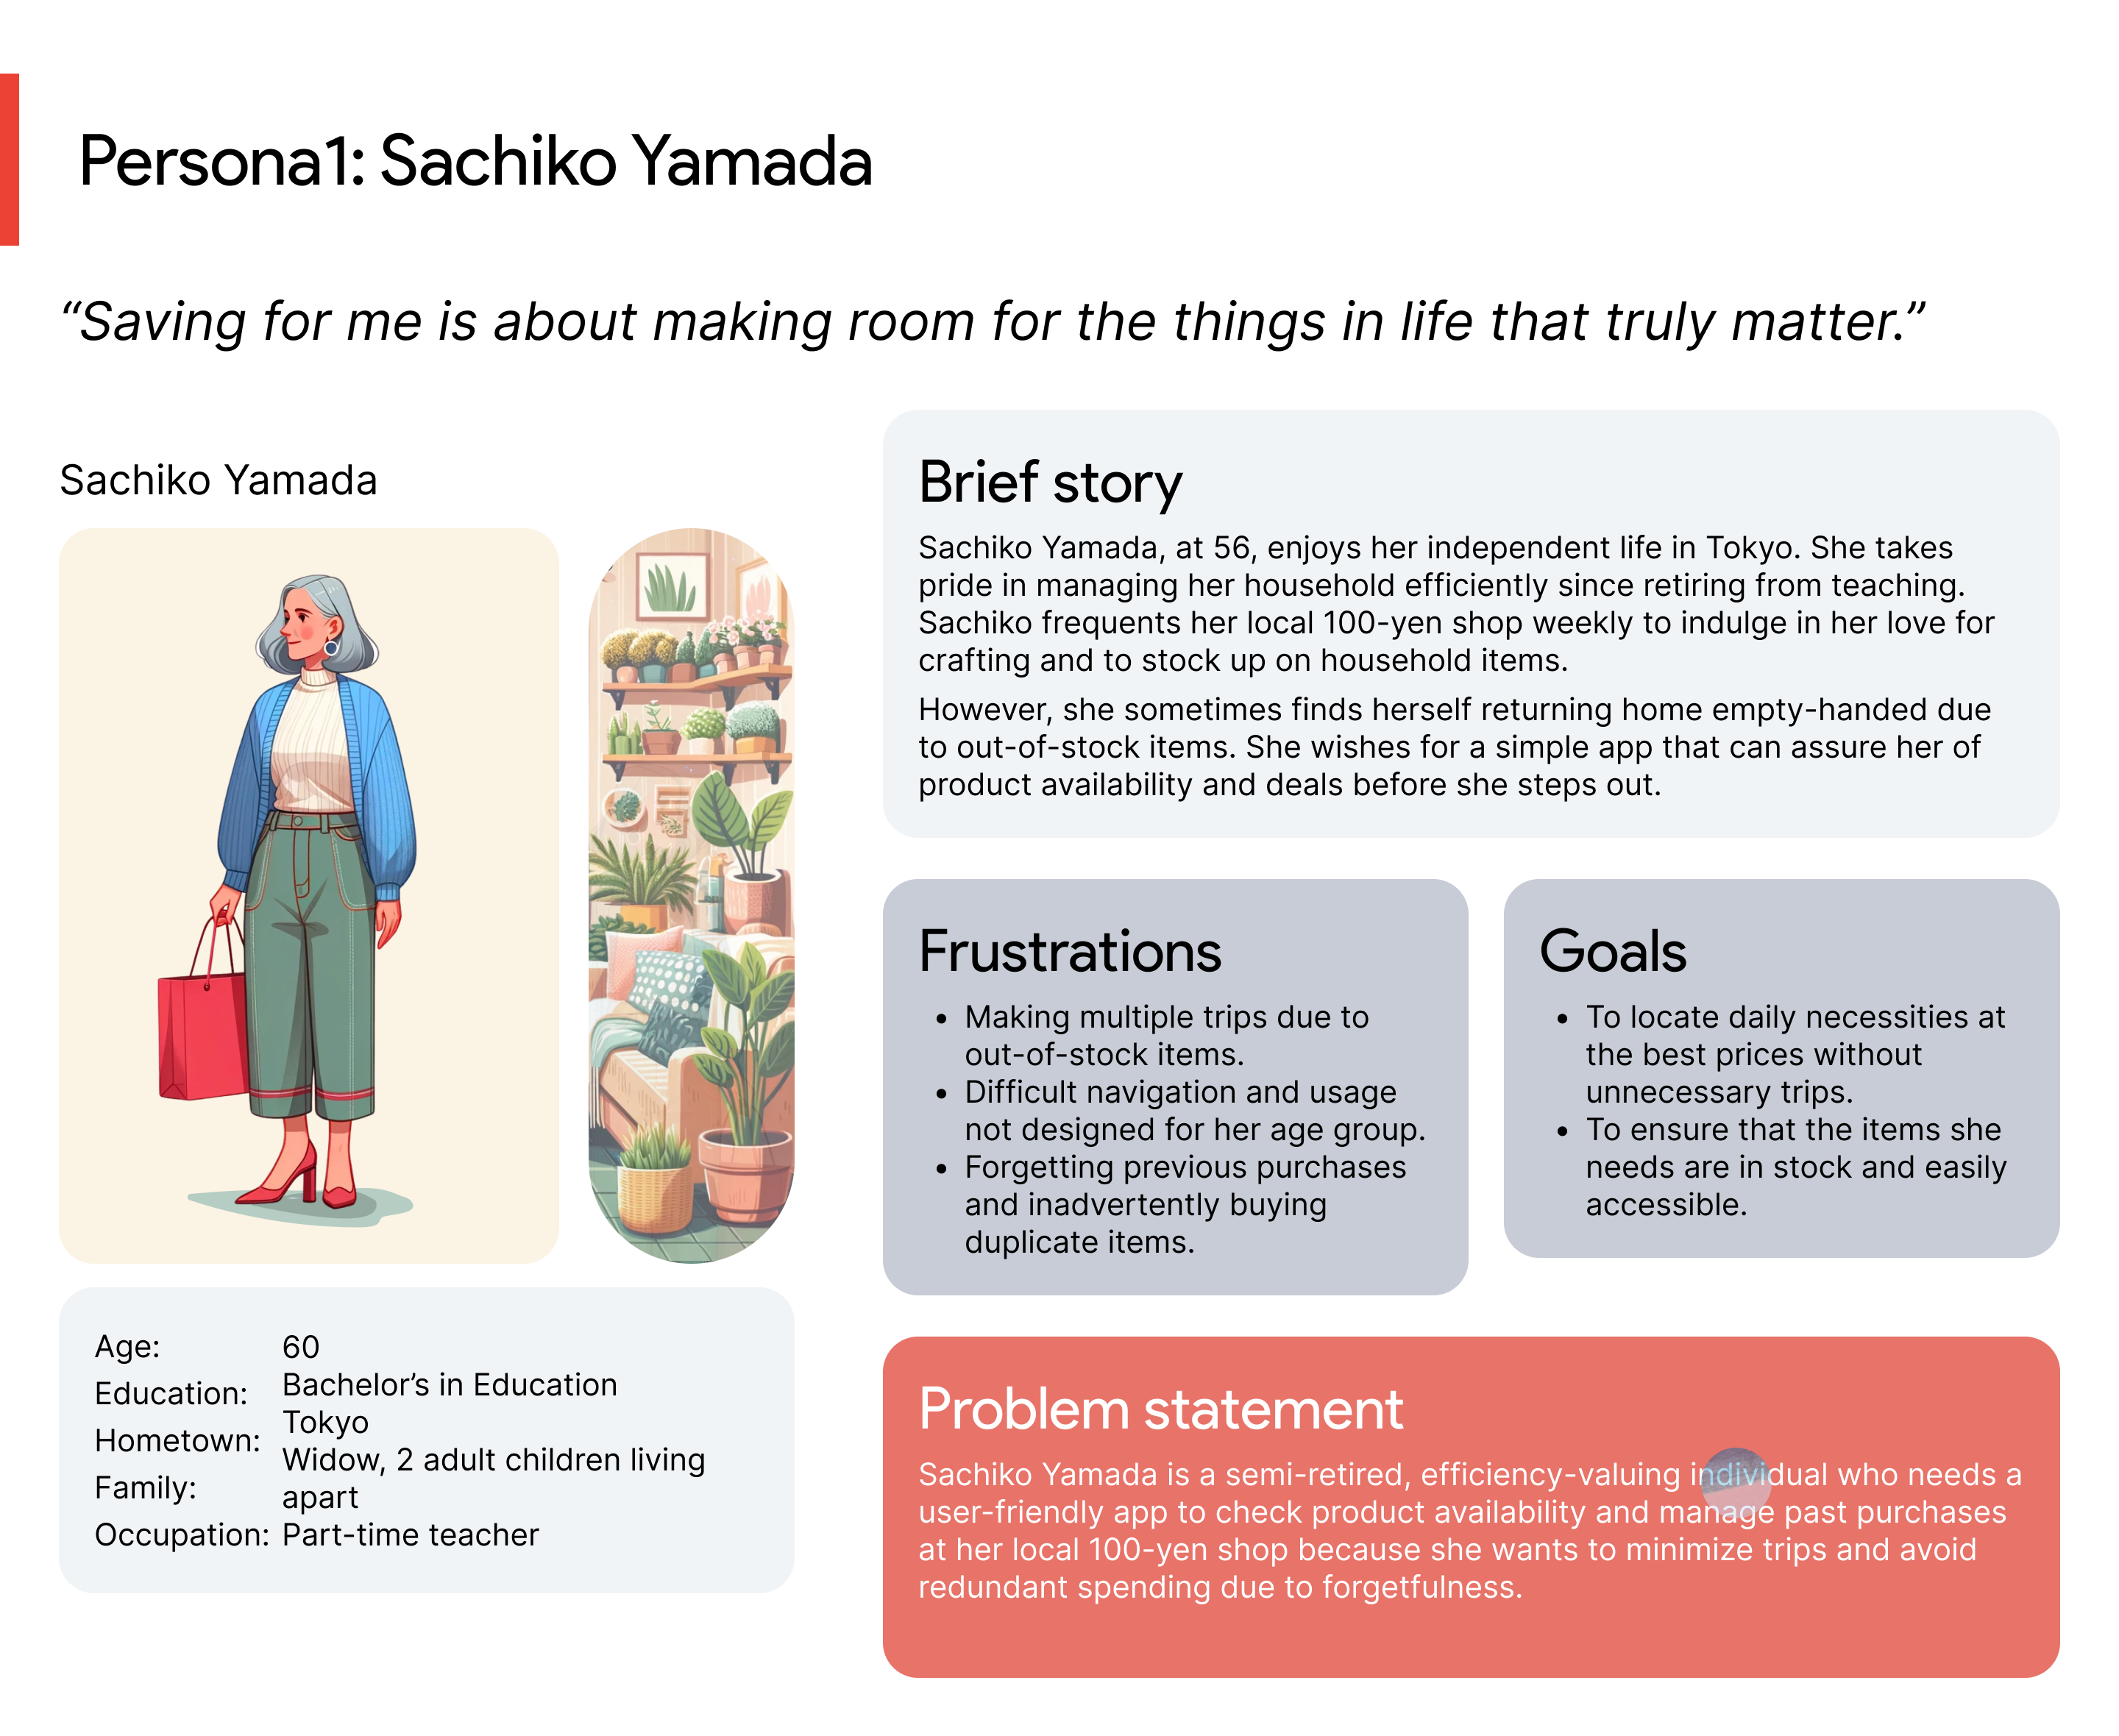 Persona1: Sachiko Yamada
“Saving for me is about making room for the things in life that truly matter.”
Sachiko Yamada
Age:
Education:
Hometown:
Family:
Occupation:
60
Bachelor’s in Education
Tokyo
Widow, 2 adult children living
apart
Part-time teacher
Brief story
Sachiko Yamada, at 56, enjoys her independent life in Tokyo. She takes
pride in managing her household efficiently since retiring from teaching.
Sachiko frequents her local 100-yen shop weekly to indulge in her love for
crafting and to stock up on household items.
However, she sometimes finds herself returning home empty-handed due
to out-of-stock items. She wishes for a simple app that can assure her of
product availability and deals before she steps out.
Frustrations
• Making multiple trips due to
out-of-stock items.
• Difficult navigation and usage
not designed for her age group.
• Forgetting previous purchases
and inadvertently buying
duplicate items.
Goals
• To locate daily necessities at
the best prices without
unnecessary trips.
• To ensure that the items she
needs are in stock and easily
accessible.
Problem statement
Sachiko Yamada is a semi-retired, efficiency-valuing individual who needs a
user-friendly app to check product availability and manage past purchases
at her local 100-yen shop because she wants to minimize trips and avoid
redundant spending due to forgetfulness.